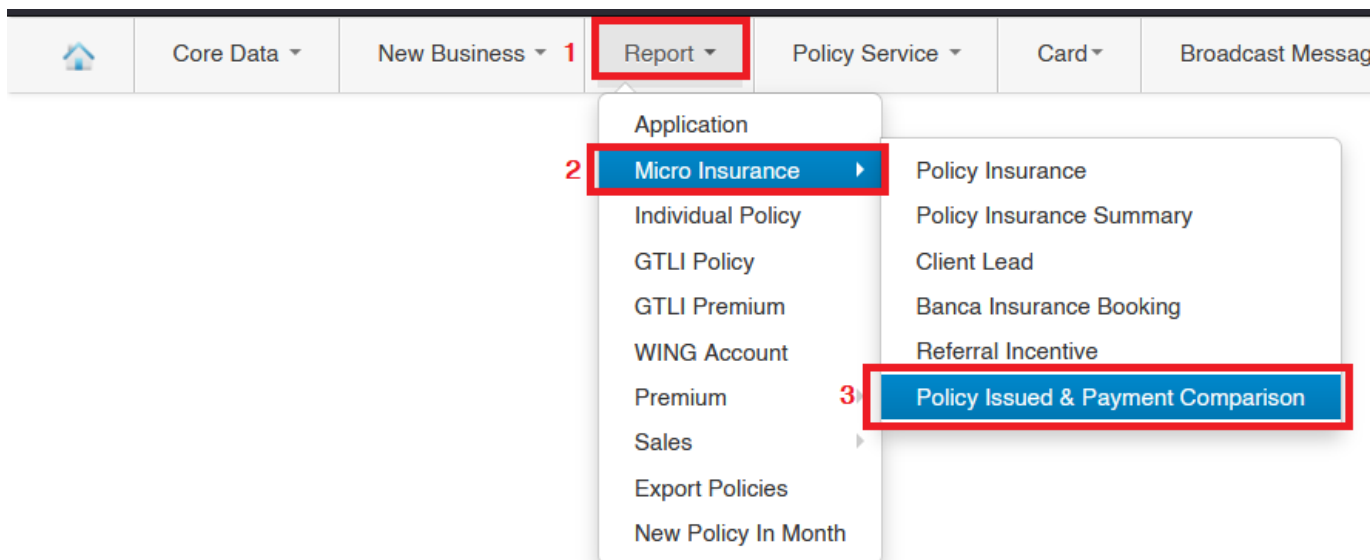 Core Data
New Business
1
Report
Policy Service
Card
Broadcast Messag
Application
2
Micro Insurance
Individual Policy
GTLI Policy
GTLI Premium
WING Account
Premium
Sales
Export Policies
New Policy In Month
Policy Insurance
Policy Insurance Summary
Client Lead
Banca Insurance Booking
Referral Incentive
3
Policy Issued & Payment Comparison